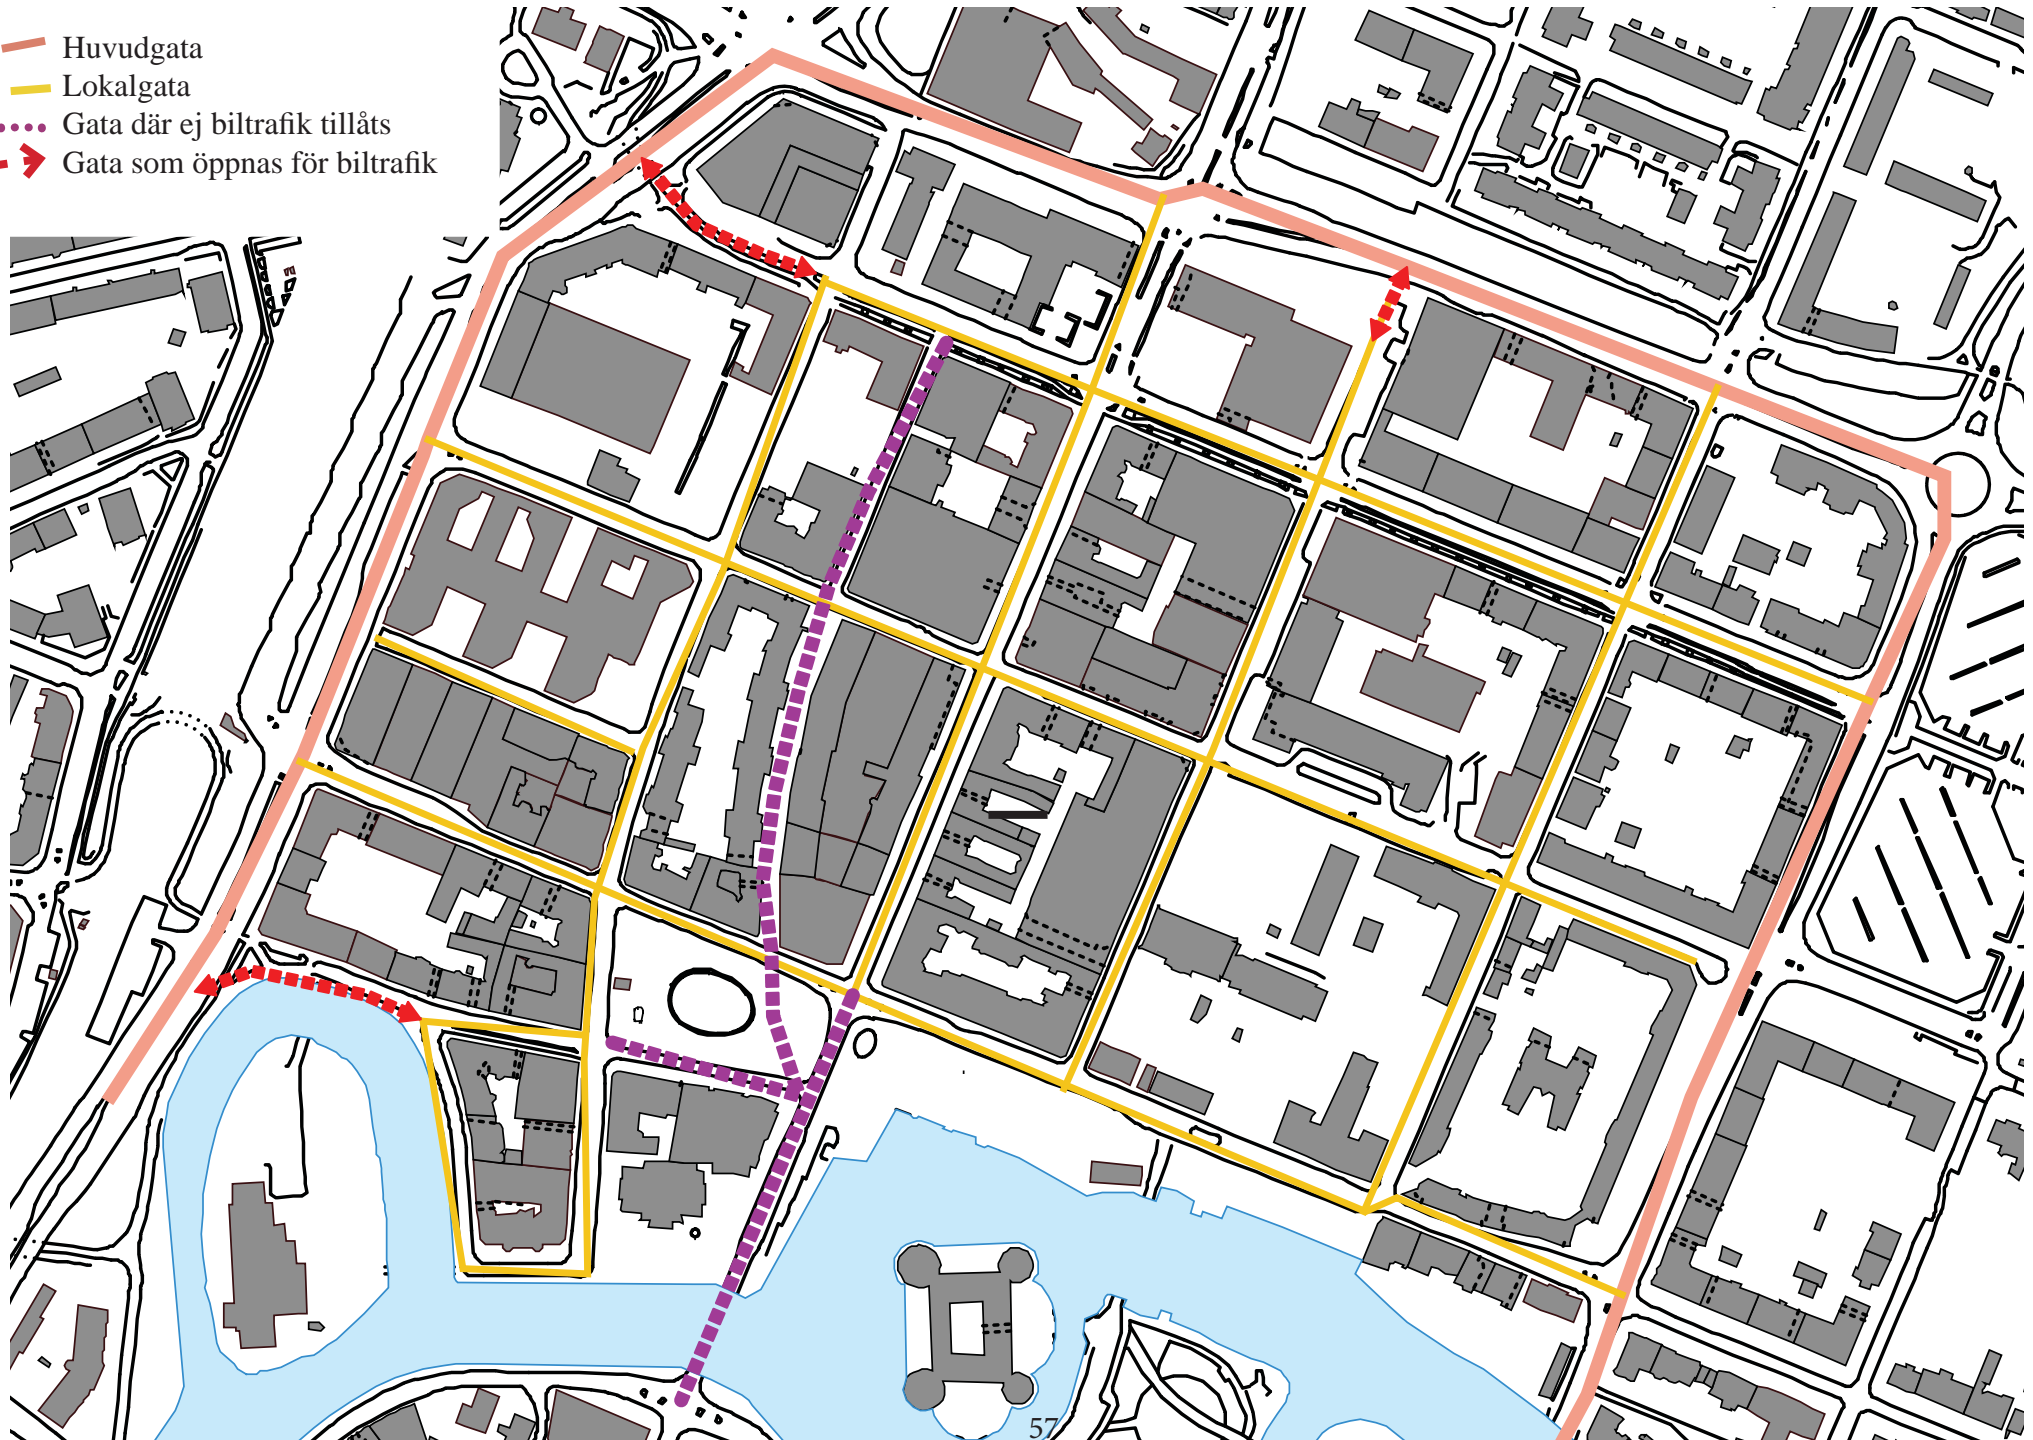 Huvudgata
Lokalgata
Gata där ej biltrafik tillåts
Gata som öppnas för biltrafik
57